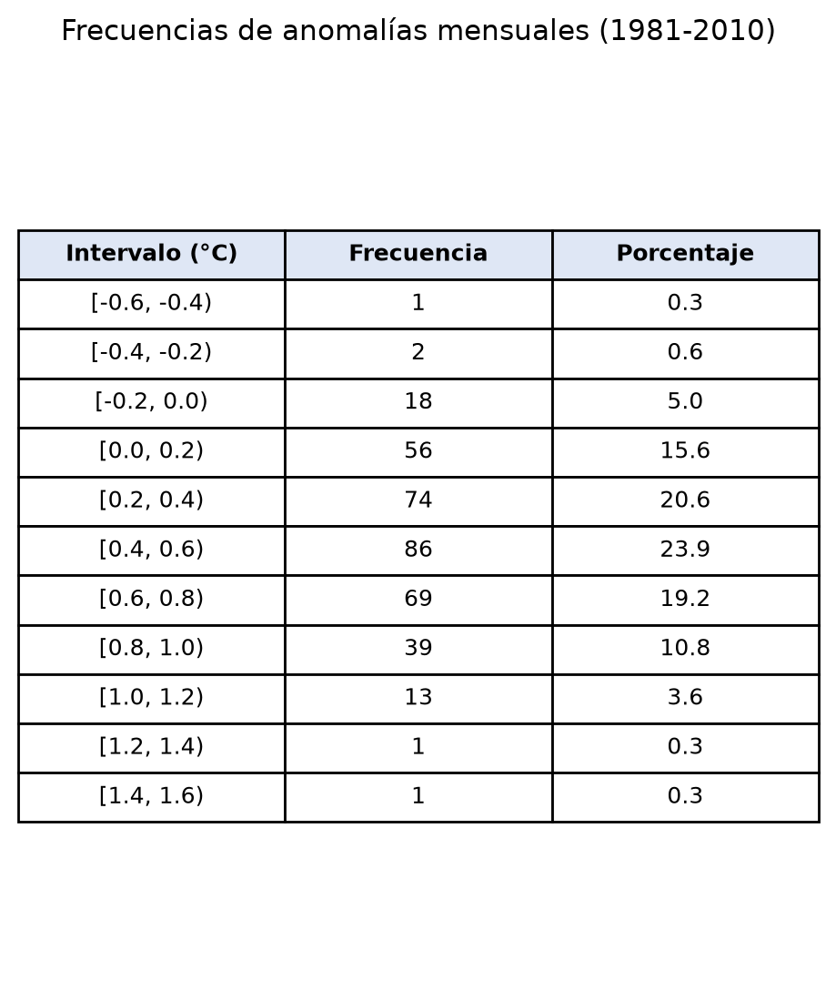 Frecuencias de anomalías mensuales (1981-2010)
Intervalo (°C) Frecuencia Porcentaje
[-0.6, -0.4) 1 0.3
[-0.4, -0.2) 2 0.6
[-0.2, 0.0) 18 5.0
[0.0, 0.2) 56 15.6
[0.2, 0.4) 74 20.6
[0.4, 0.6) 86 23.9
[0.6, 0.8) 69 19.2
[0.8, 1.0) 39 10.8
[1.0, 1.2) 13 3.6
[1.2, 1.4) 1 0.3
[1.4, 1.6) 1 0.3